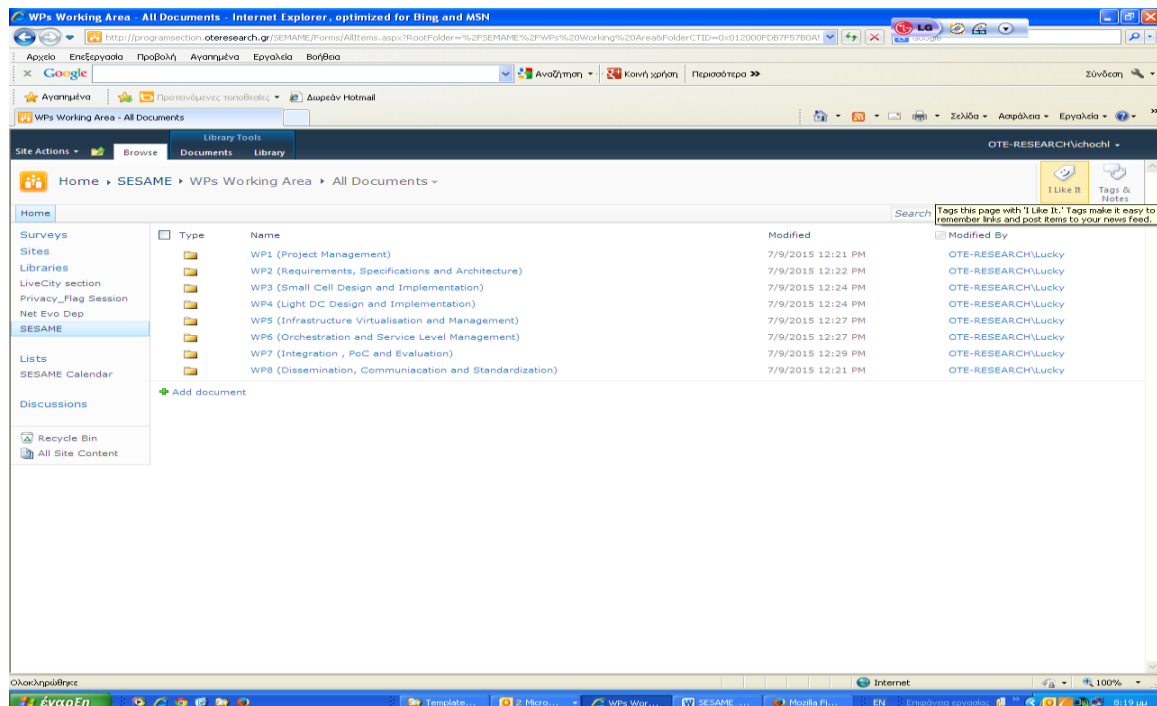 WPs Working Area - All Documents - Internet Explorer, optimized for Bing and MSN
http://programsection.oteresearch.gr/SEMAME/Forms/AllItems.aspx?RootFolder=%2FSEMAME%2FWPs%20Working%20Area&FolderCTID=0x012000FDB7F57B0A!
LG
Google
Αρχείο Επεξεργασία Προβολή Αγαπημένα Εργαλεία Βοήθεια
x Google Αναζήτηση Κοινή χρήση Περισσότερα >> Σύνδεση
Αγαπημένα Προτεινόμενες τοποθεσίες Δωρεάν Hotmail
WPs Working Area - All Documents Σελίδα Ασφάλεια Εργαλεία
Library Tools
Site Actions Browse Documents Library OTE-RESEARCH\ichochl
Home SESAME WPs Working Area All Documents
I Like It Tags & Notes
Home Search
Tags this page with 'I Like It.' Tags make it easy to remember links and post items to your news feed.
Surveys
Sites
Libraries
LiveCity section
Privacy_Flag Session
Net Evo Dep
SESAME
Lists
SESAME Calendar
Discussions
Recycle Bin
All Site Content
Type Name Modified Modified By
WP1 (Project Management) 7/9/2015 12:21 PM OTE-RESEARCH\Lucky
WP2 (Requirements, Specifications and Architecture) 7/9/2015 12:22 PM OTE-RESEARCH\Lucky
WP3 (Small Cell Design and Implementation) 7/9/2015 12:24 PM OTE-RESEARCH\Lucky
WP4 (Light DC Design and Implementation) 7/9/2015 12:24 PM OTE-RESEARCH\Lucky
WP5 (Infrastructure Virtualisation and Management) 7/9/2015 12:27 PM OTE-RESEARCH\Lucky
WP6 (Orchestration and Service Level Management) 7/9/2015 12:27 PM OTE-RESEARCH\Lucky
WP7 (Integration , PoC and Evaluation) 7/9/2015 12:29 PM OTE-RESEARCH\Lucky
WP8 (Dissemination, Communiacation and Standardization) 7/9/2015 12:21 PM OTE-RESEARCH\Lucky
Add document
Ολοκληρώθηκε Internet 100%
έναρξη Template... 2 Micro... WPs Wor... SESAME ... Mozilla Fi... EN Επιφάνεια εργασίας 8:19 μμ